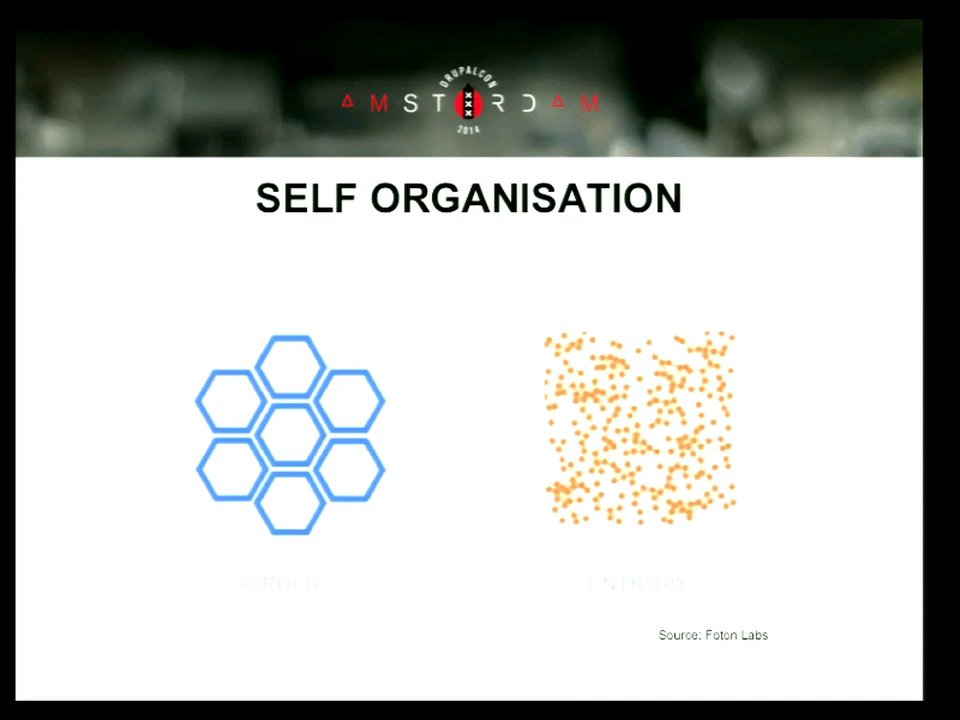 DRUPALCON
AMSTERDAM
2014
SELF ORGANISATION
ORDER
ENTROPY
Source: Foton Labs